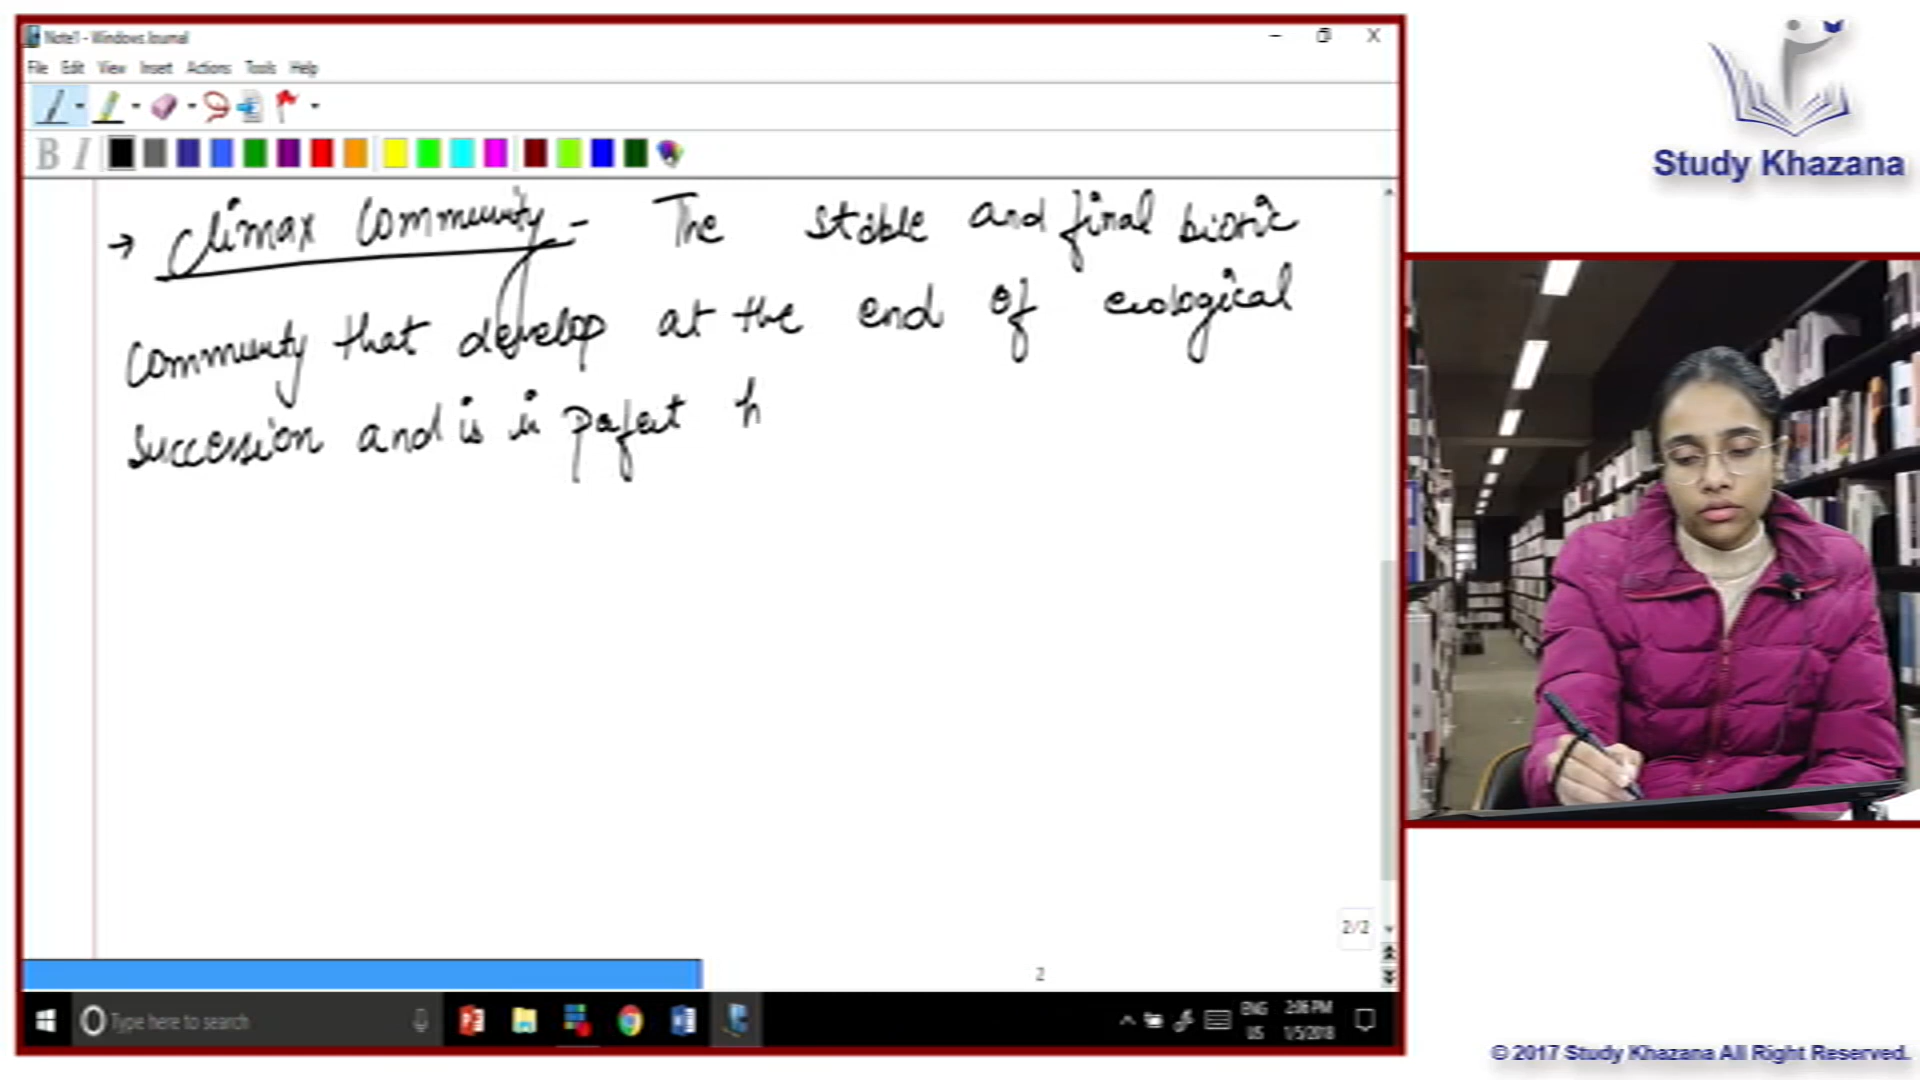 Note1 - Windows Journal
File Edit View Insert Actions Tools Help
B I
→ Climax Community - The stable and final biotic
Community that develop at the end of ecological
Succession and is in perfect h
2/2
2
Type here to search
ENG
US
2:06 PM
1/5/2018
Study Khazana
© 2017 Study Khazana All Right Reserved.